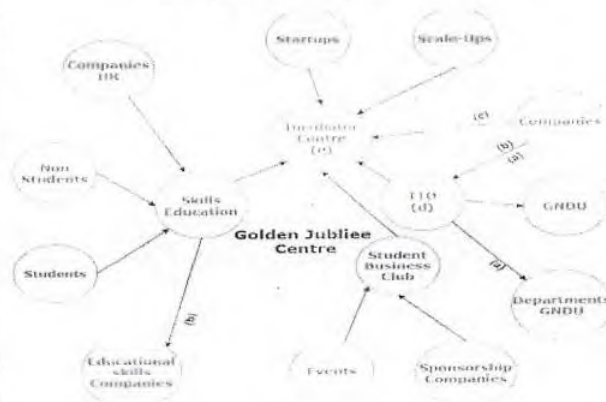 Startups
Scale-Ups
Companies
HR
Incubator
Centre
(e)
(c)
Companies
(b)
(a)
Non
Students
Skills
Education
(d)
GNDU
Golden Jubliee
Centre
Student
Business
Club
(a)
Students
Departments
GNDU
(b)
Educational
skills
Companies
Events
Sponsorship
Companies